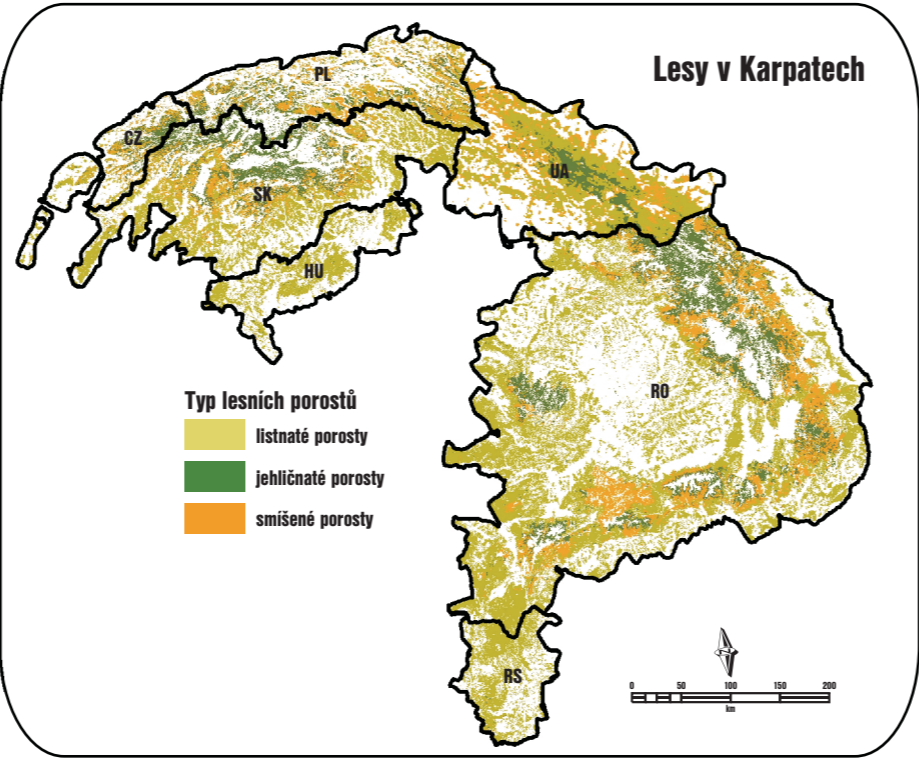 Lesy v Karpatech
PL
CZ
UA
SK
HU
RO
Typ lesních porostů
listnaté porosty
jehličnaté porosty
smíšené porosty
RS
0 50 100 150 200
km